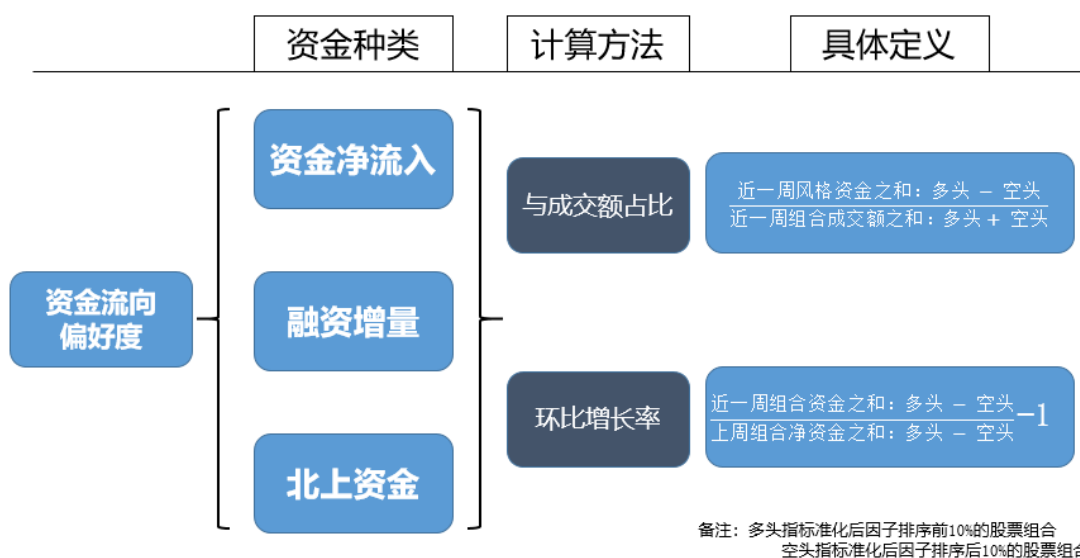 资金种类
计算方法
具体定义
资金流向
偏好度
资金净流入
融资增量
北上资金
与成交额占比
近一周风格资金之和: 多头 − 空头
近一周组合成交额之和: 多头 + 空头
环比增长率
近一周组合资金之和: 多头 − 空头
上周组合净资金之和: 多头 − 空头
−1
备注: 多头指标准化后因子排序前10%的股票组合
空头指标准化后因子排序后10%的股票组合